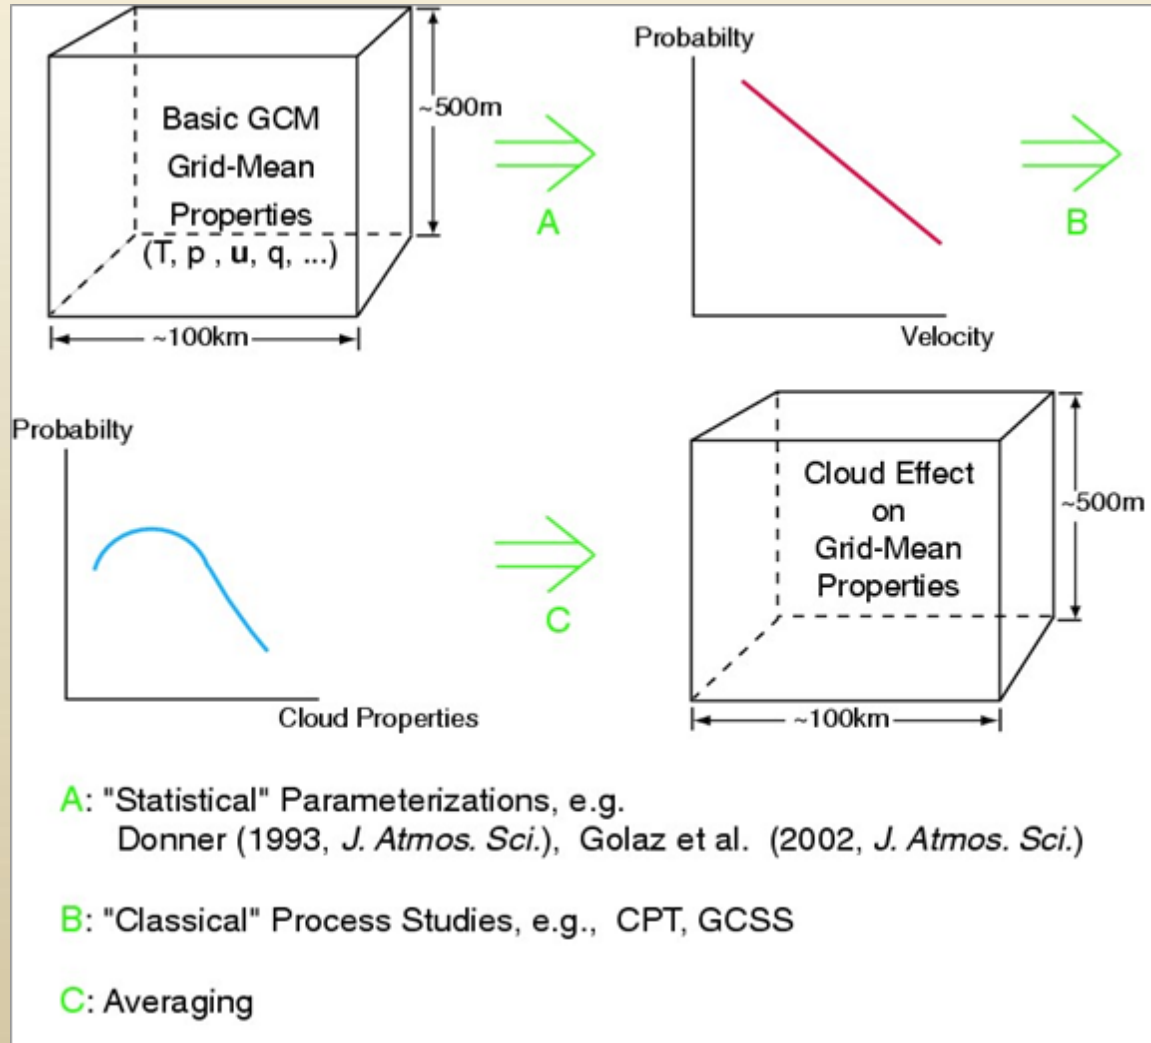 Basic GCM
Grid-Mean
Properties
(T, p , u, q, ...)
~500m
~100km
A
Probabilty
Velocity
B
Probabilty
Cloud Properties
C
Cloud Effect
on
Grid-Mean
Properties
~500m
~100km
A: "Statistical" Parameterizations, e.g.
Donner (1993, J. Atmos. Sci.), Golaz et al. (2002, J. Atmos. Sci.)
B: "Classical" Process Studies, e.g., CPT, GCSS
C: Averaging